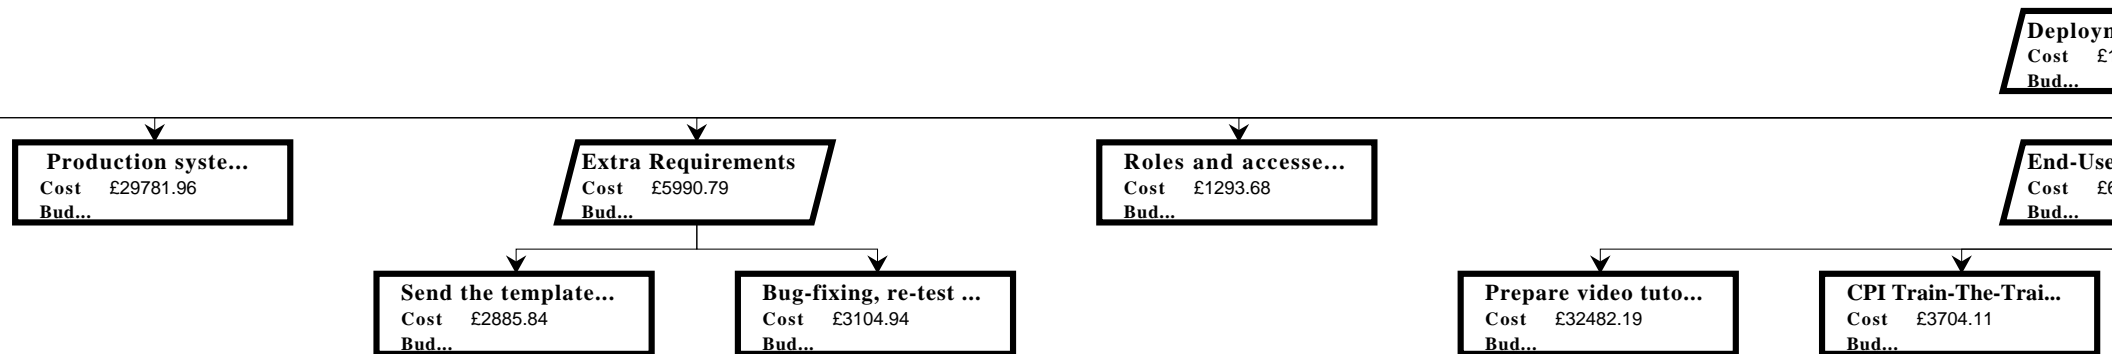 Deployn
Cost £1
Bud...
Production syste...
Cost £29781.96
Bud...
Extra Requirements
Cost £5990.79
Bud...
Roles and accesse...
Cost £1293.68
Bud...
End-Use
Cost £6
Bud...
Send the template...
Cost £2885.84
Bud...
Bug-fixing, re-test ...
Cost £3104.94
Bud...
Prepare video tuto...
Cost £32482.19
Bud...
CPI Train-The-Trai...
Cost £3704.11
Bud...